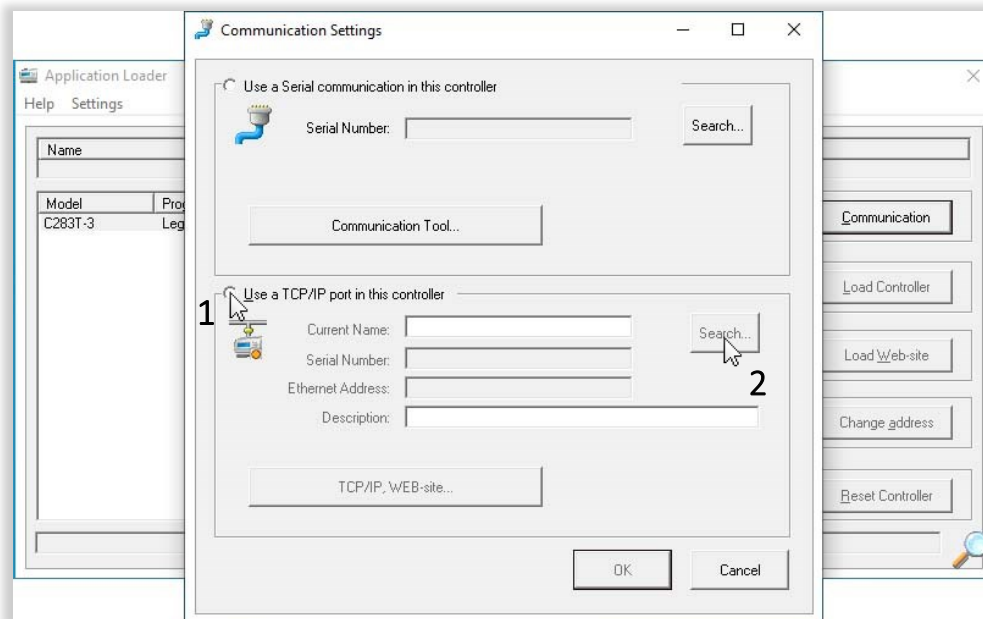 Communication Settings
Application Loader
Help Settings
Use a Serial communication in this controller
Serial Number:
Search...
Name
Model
C283T-3
Communication Tool...
Communication
Use a TCP/IP port in this controller
1
Current Name:
Search...
2
Serial Number:
Ethernet Address:
Description:
TCP/IP, WEB-site...
Load Controller
Load Web-site
Change address
Reset Controller
OK
Cancel